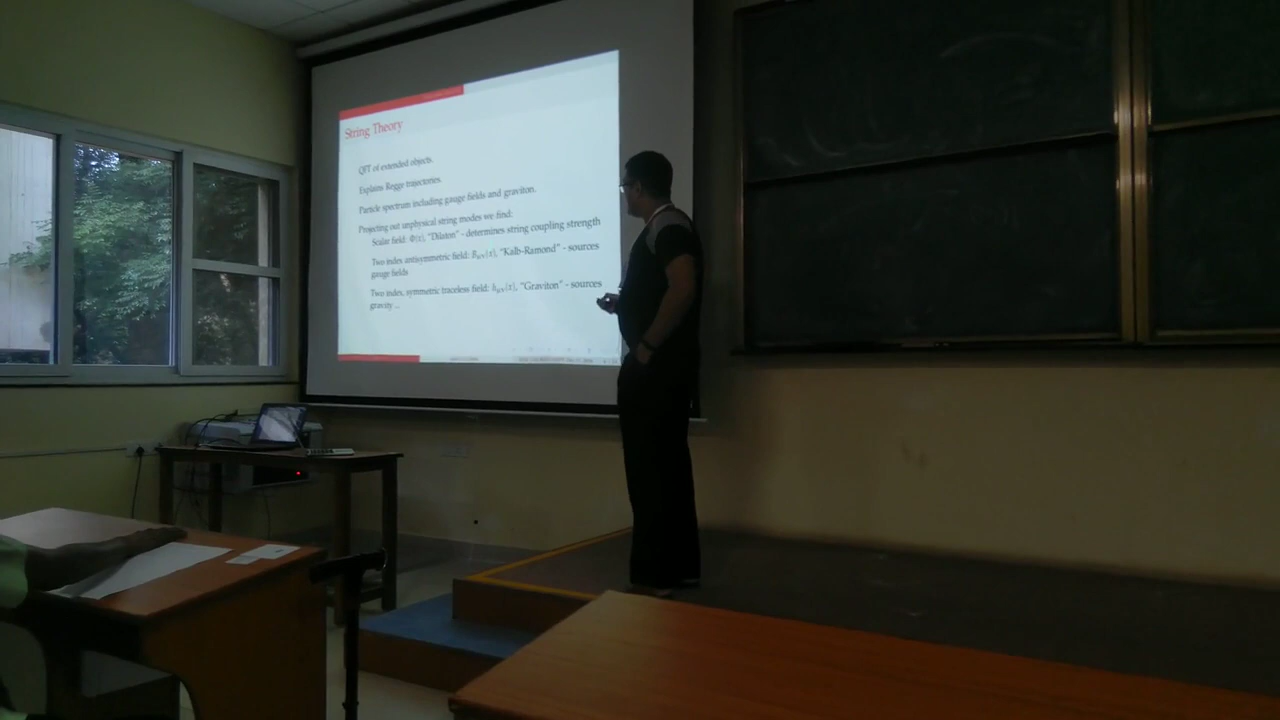 String Theory
QFT of extended objects.
Explains Regge trajectories.
Particle spectrum including gauge fields and graviton.
Projecting out unphysical string modes we find:
Scalar field: Φ(x), "Dilaton" - determines string coupling strength
Two index antisymmetric field: Bμν(x), "Kalb-Ramond" - sources
gauge fields
Two index, symmetric traceless field: hμν(x), "Graviton" - sources
gravity ...